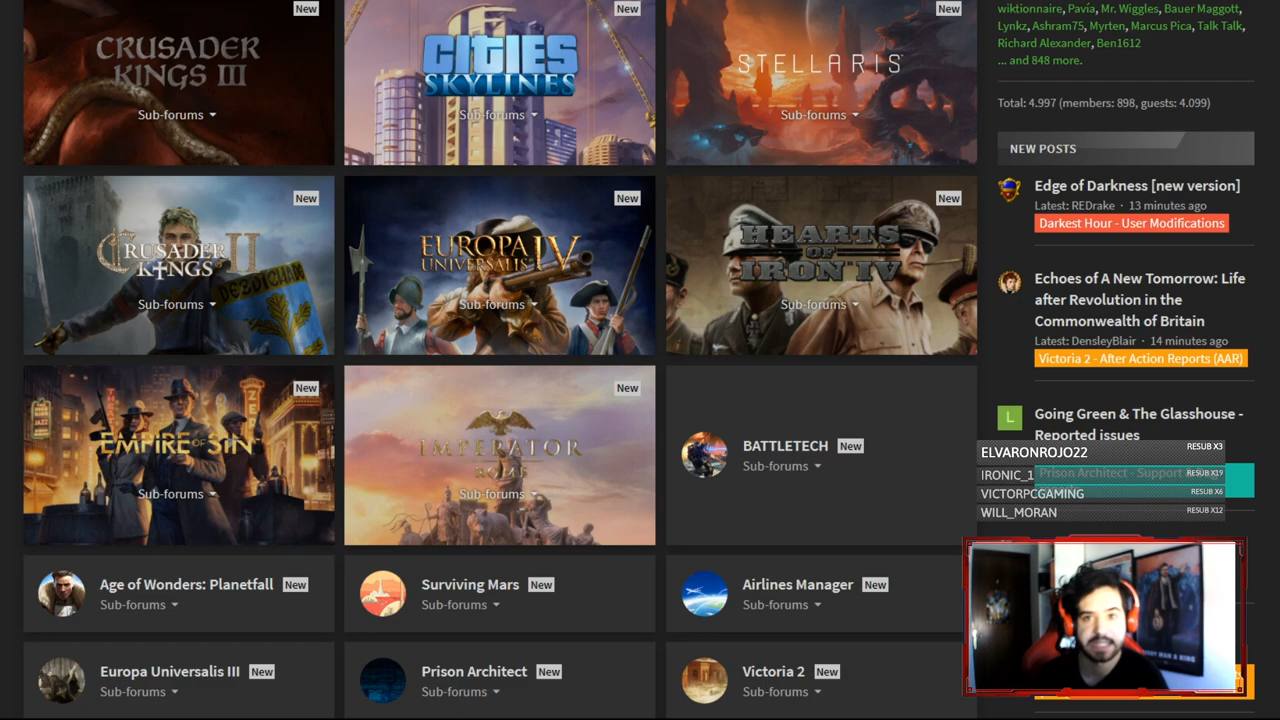 New
CRUSADER
KINGS III
Sub-forums
New
CITIES
SKYLINES
Sub-forums
New
STELLARIS
Sub-forums
New
CRUSADER
KINGS II
DESDICHADO
Sub-forums
New
EUROPA
UNIVERSALIS IV
Sub-forums
New
HEARTS
OF
IRON IV
Sub-forums
New
EMPIRE OF SIN
Sub-forums
New
IMPERATOR
ROME
Sub-forums
BATTLETECH New
Sub-forums
Age of Wonders: Planetfall New
Sub-forums
Surviving Mars New
Sub-forums
Airlines Manager New
Sub-forums
Europa Universalis III New
Sub-forums
Prison Architect New
Sub-forums
Victoria 2 New
Sub-forums
wiktionnaire, Pavía, Mr. Wiggles, Bauer Maggott,
Lynkz, Ashram75, Myrten, Marcus Pica, Talk Talk,
Richard Alexander, Ben1612
... and 848 more.
Total: 4.997 (members: 898, guests: 4.099)
NEW POSTS
Edge of Darkness [new version]
Latest: REDrake · 13 minutes ago
Darkest Hour - User Modifications
Echoes of A New Tomorrow: Life
after Revolution in the
Commonwealth of Britain
Latest: DensleyBlair · 14 minutes ago
Victoria 2 - After Action Reports (AAR)
L
Going Green & The Glasshouse -
Reported issues
ELVARONROJO22 RESUB X3
IRONIC_1 Prison Architect - Support RESUB X19
VICTORPCGAMING RESUB X6
WILL_MORAN RESUB X12